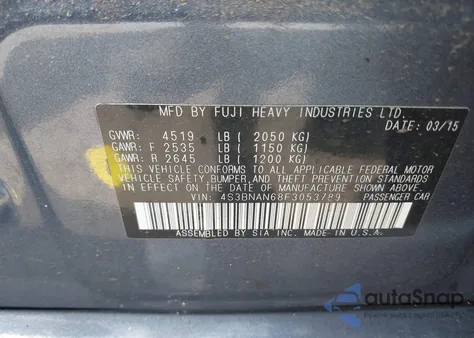 MFD BY FUJI HEAVY INDUSTRIES LTD.
DATE: 03/15
GVWR: 4519 LB ( 2050 KG)
GAWR: F 2535 LB ( 1150 KG)
GAWR: R 2645 LB ( 1200 KG)
THIS VEHICLE CONFORMS TO ALL APPLICABLE FEDERAL MOTOR
VEHICLE SAFETY, BUMPER, AND THEFT PREVENTION STANDARDS
IN EFFECT ON THE DATE OF MANUFACTURE SHOWN ABOVE.
VIN: 4S3BNAN68F3053789 PASSENGER CAR
ASSEMBLED BY SIA INC. MADE IN U.S.A.
autoSnap
Power automotive auctions